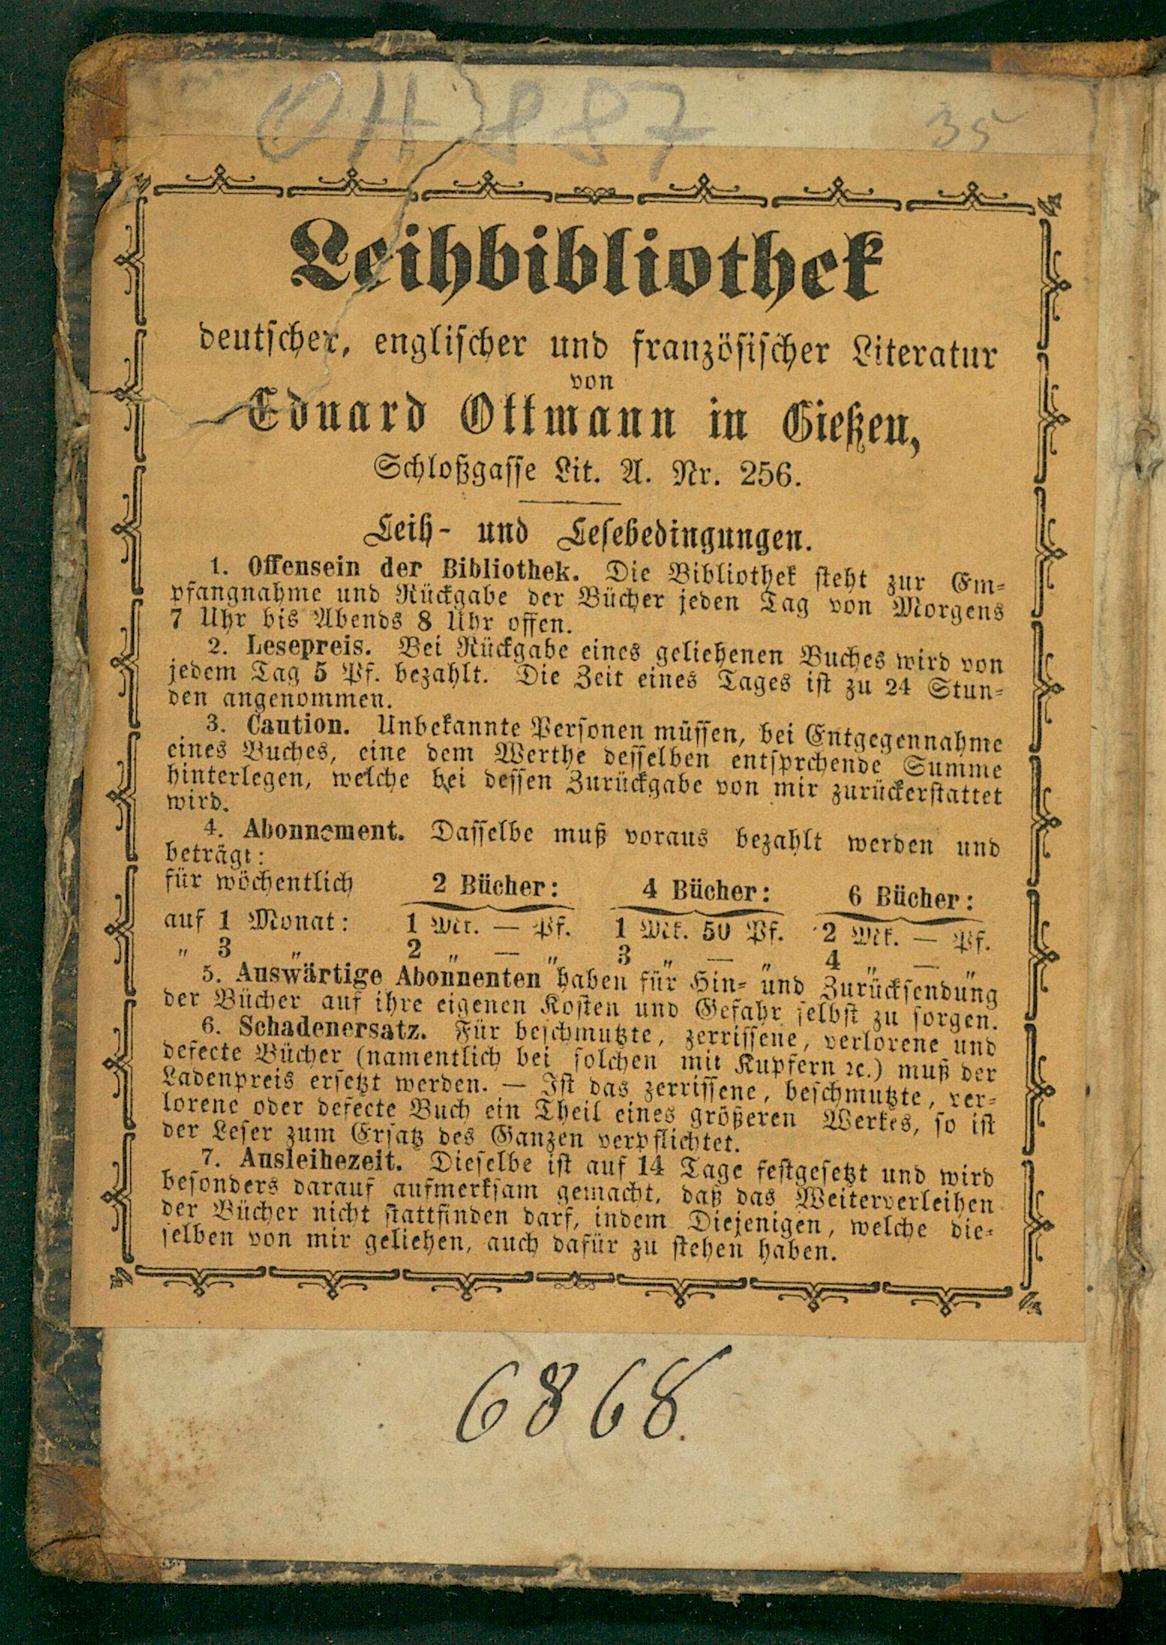 OH 887
35
Leihbibliothek
deutscher, englischer und französischer Literatur
von
Eduard Ottmann in Gießen,
Schloßgasse Lit. A. Nr. 256.
Leih- und Lesebedingungen.
1. Offensein der Bibliothek. Die Bibliothek steht zur Em-
pfangnahme und Rückgabe der Bücher jeden Tag von Morgens
7 Uhr bis Abends 8 Uhr offen.
2. Lesepreis. Bei Rückgabe eines geliehenen Buches wird von
jedem Tag 5 Pf. bezahlt. Die Zeit eines Tages ist zu 24 Stun-
den angenommen.
3. Caution. Unbekannte Personen müssen, bei Entgegennahme
eines Buches, eine dem Werthe desselben entsprchende Summe
hinterlegen, welche bei dessen Zurückgabe von mir zurückerstattet
wird.
4. Abonnement. Dasselbe muß voraus bezahlt werden und
beträgt:
für wöchentlich 2 Bücher: 4 Bücher: 6 Bücher:
auf 1 Monat: 1 Mk. — Pf. 1 Mk. 50 Pf. 2 Mk. — Pf.
„ 3 „ 2 „ — „ 3 „ — „ 4 „ — „
5. Auswärtige Abonnenten haben für Hin- und Zurücksendung
der Bücher auf ihre eigenen Kosten und Gefahr selbst zu sorgen.
6. Schadenersatz. Für beschmutzte, zerrissene, verlorene und
defecte Bücher (namentlich bei solchen mit Kupfern ꝛc.) muß der
Ladenpreis ersetzt werden. — Ist das zerrissene, beschmutzte, ver-
lorene oder defecte Buch ein Theil eines größeren Werkes, so ist
der Leser zum Ersatz des Ganzen verpflichtet.
7. Ausleihezeit. Dieselbe ist auf 14 Tage festgesetzt und wird
besonders darauf aufmerksam gemacht, daß das Weiterverleihen
der Bücher nicht stattfinden darf, indem Diejenigen, welche die-
selben von mir geliehen, auch dafür zu stehen haben.
6868.